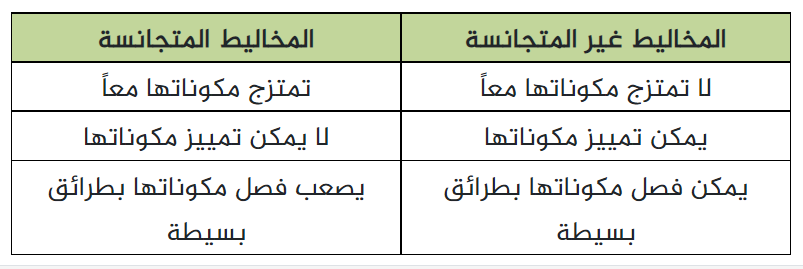 المخاليط غير المتجانسة
المخاليط المتجانسة
لا تمتزج مكوناتها معاً
تمتزج مكوناتها معاً
يمكن تمييز مكوناتها
لا يمكن تمييز مكوناتها
يمكن فصل مكوناتها بطرائق
بسيطة
يصعب فصل مكوناتها بطرائق
بسيطة